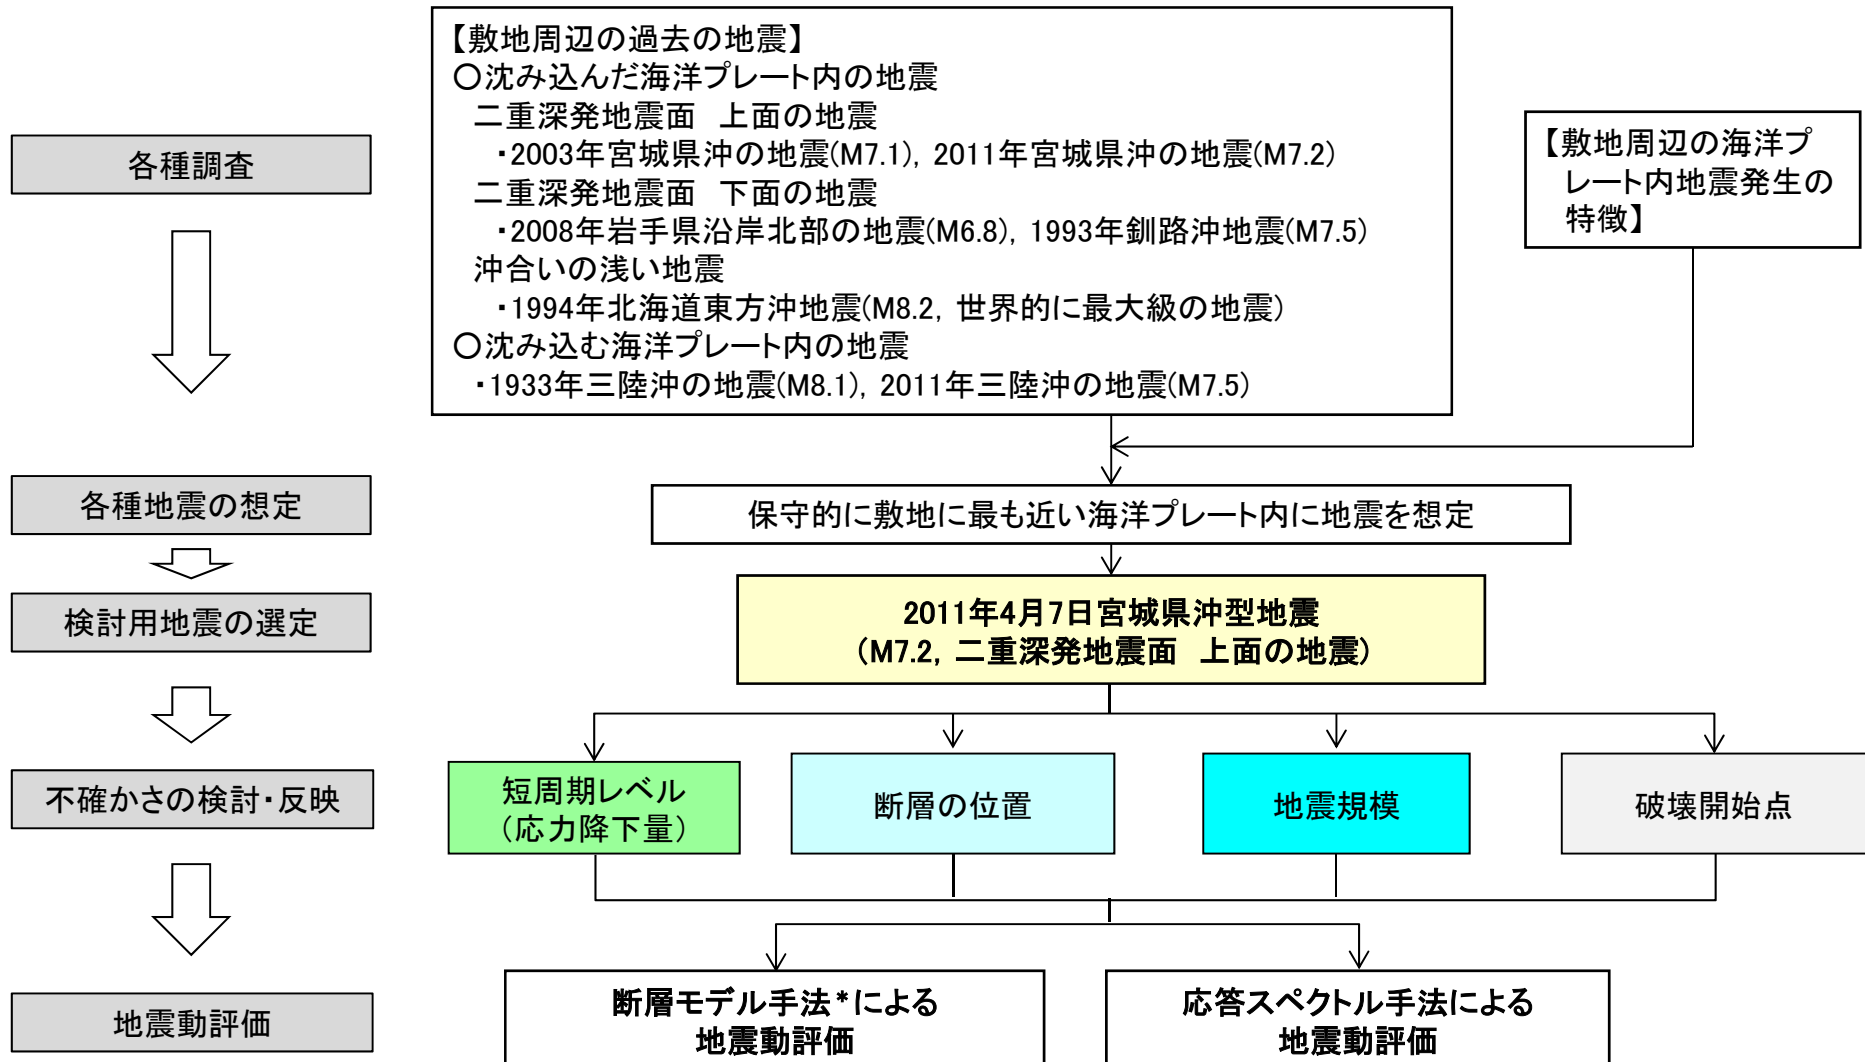 【敷地周辺の過去の地震】
○沈み込んだ海洋プレート内の地震
二重深発地震面　上面の地震
・2003年宮城県沖の地震(M7.1), 2011年宮城県沖の地震(M7.2)
二重深発地震面　下面の地震
・2008年岩手県沿岸北部の地震(M6.8), 1993年釧路沖地震(M7.5)
沖合いの浅い地震
・1994年北海道東方沖地震(M8.2, 世界的に最大級の地震)
○沈み込む海洋プレート内の地震
・1933年三陸沖の地震(M8.1), 2011年三陸沖の地震(M7.5)
【敷地周辺の海洋プ
レート内地震発生の
特徴】
各種調査
各種地震の想定
保守的に敷地に最も近い海洋プレート内に地震を想定
検討用地震の選定
2011年4月7日宮城県沖型地震
(M7.2, 二重深発地震面　上面の地震)
不確かさの検討・反映
短周期レベル
(応力降下量)
断層の位置
地震規模
破壊開始点
地震動評価
断層モデル手法*による
地震動評価
応答スペクトル手法による
地震動評価